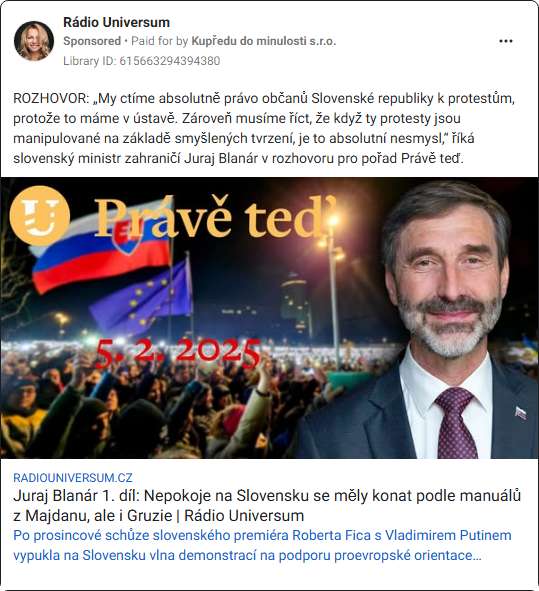 Rádio Universum
Sponsored • Paid for by Kupředu do minulosti s.r.o.
Library ID: 615663294394380
ROZHOVOR: „My ctíme absolutně právo občanů Slovenské republiky k protestům,
protože to máme v ústavě. Zároveň musíme říct, že když ty protesty jsou
manipulované na základě smyšlených tvrzení, je to absolutní nesmysl,“ říká
slovenský ministr zahraničí Juraj Blanár v rozhovoru pro pořad Právě teď.
Právě teď
5. 2. 2025
RADIOUNIVERSUM.CZ
Juraj Blanár 1. díl: Nepokoje na Slovensku se měly konat podle manuálů
z Majdanu, ale i Gruzie | Rádio Universum
Po prosincové schůze slovenského premiéra Roberta Fica s Vladimirem Putinem
vypukla na Slovensku vlna demonstrací na podporu proevropské orientace...